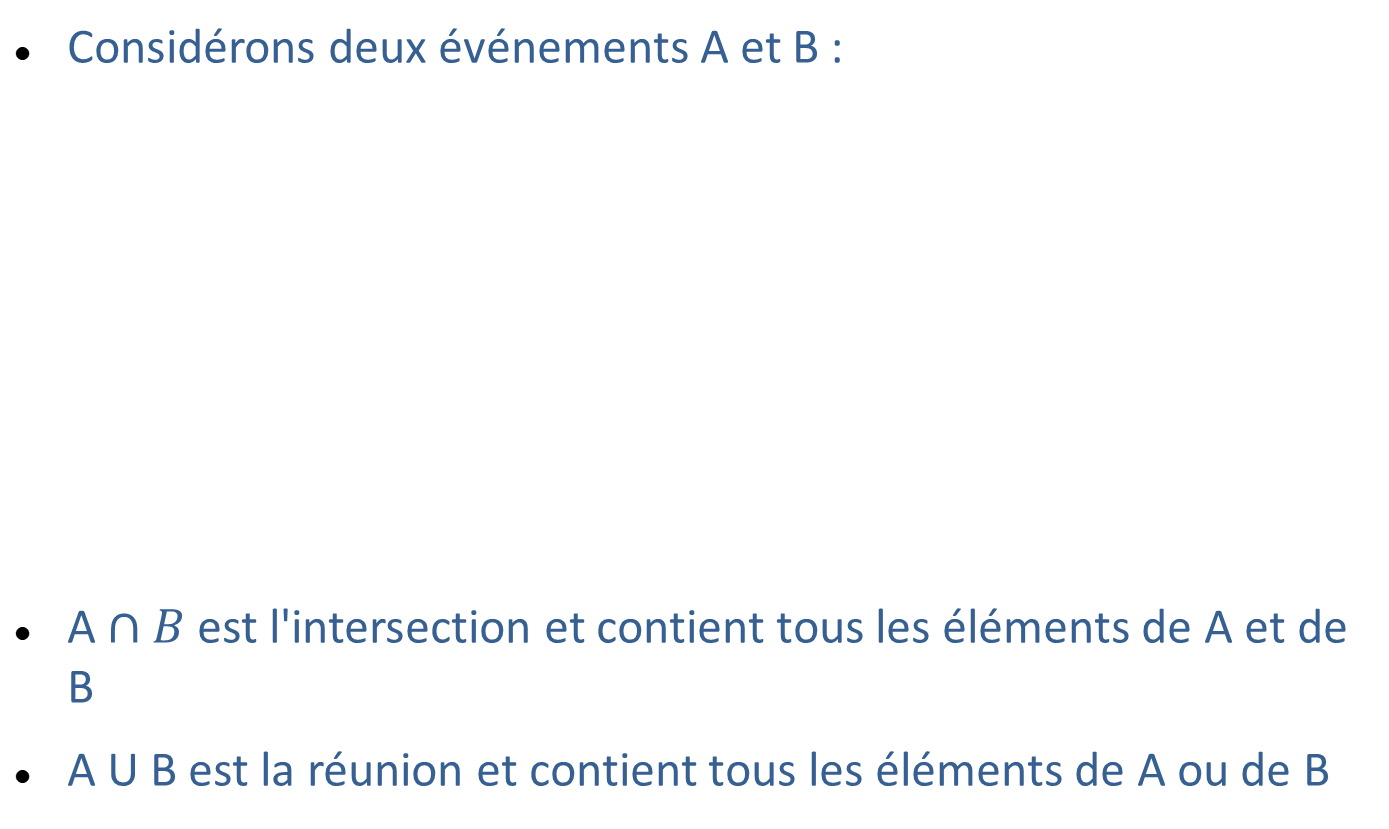 • Considérons deux événements A et B :
• A ∩ B est l'intersection et contient tous les éléments de A et de
B
• A U B est la réunion et contient tous les éléments de A ou de B